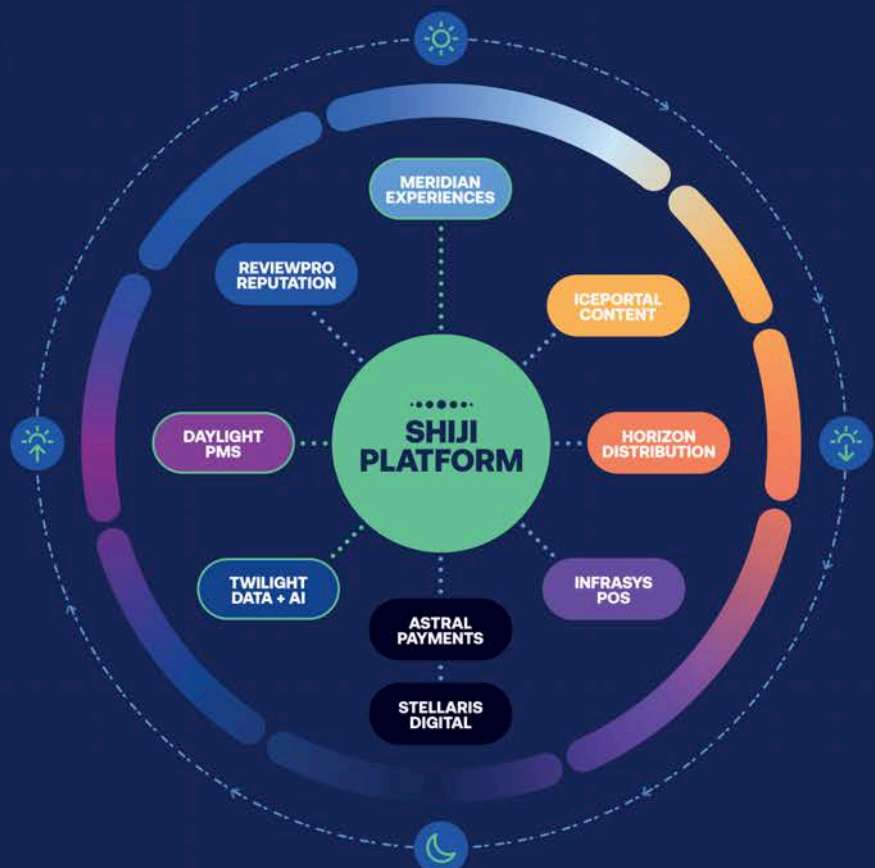 MERIDIAN
EXPERIENCES
REVIEWPRO
REPUTATION
ICEPORTAL
CONTENT
DAYLIGHT
PMS
SHIJI
PLATFORM
HORIZON
DISTRIBUTION
TWILIGHT
DATA + AI
INFRASYS
POS
ASTRAL
PAYMENTS
STELLARIS
DIGITAL